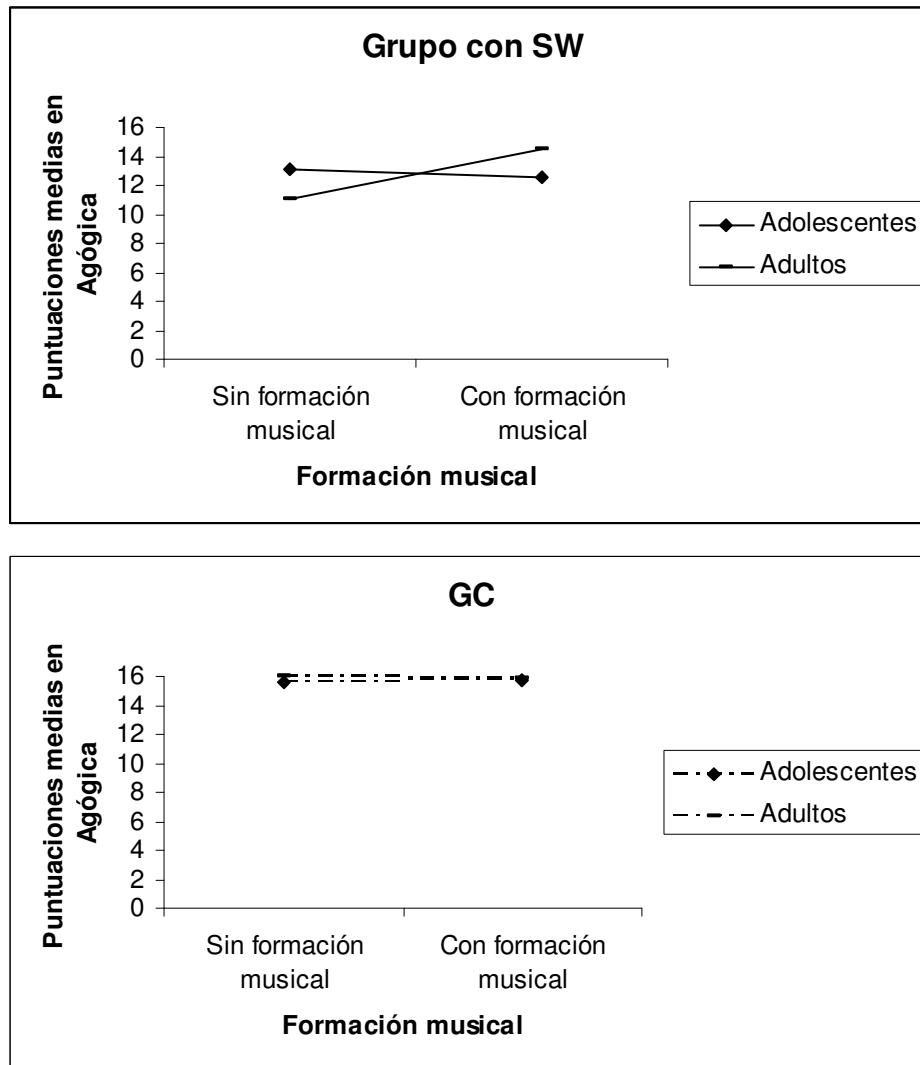 Grupo con SW
Puntuaciones medias en
Agógica
16
14
12
10
8
6
4
2
0
Sin formación
musical
Con formación
musical
Formación musical
Adolescentes
Adultos
GC
Puntuaciones medias en
Agógica
16
14
12
10
8
6
4
2
0
Sin formación
musical
Con formación
musical
Formación musical
Adolescentes
Adultos